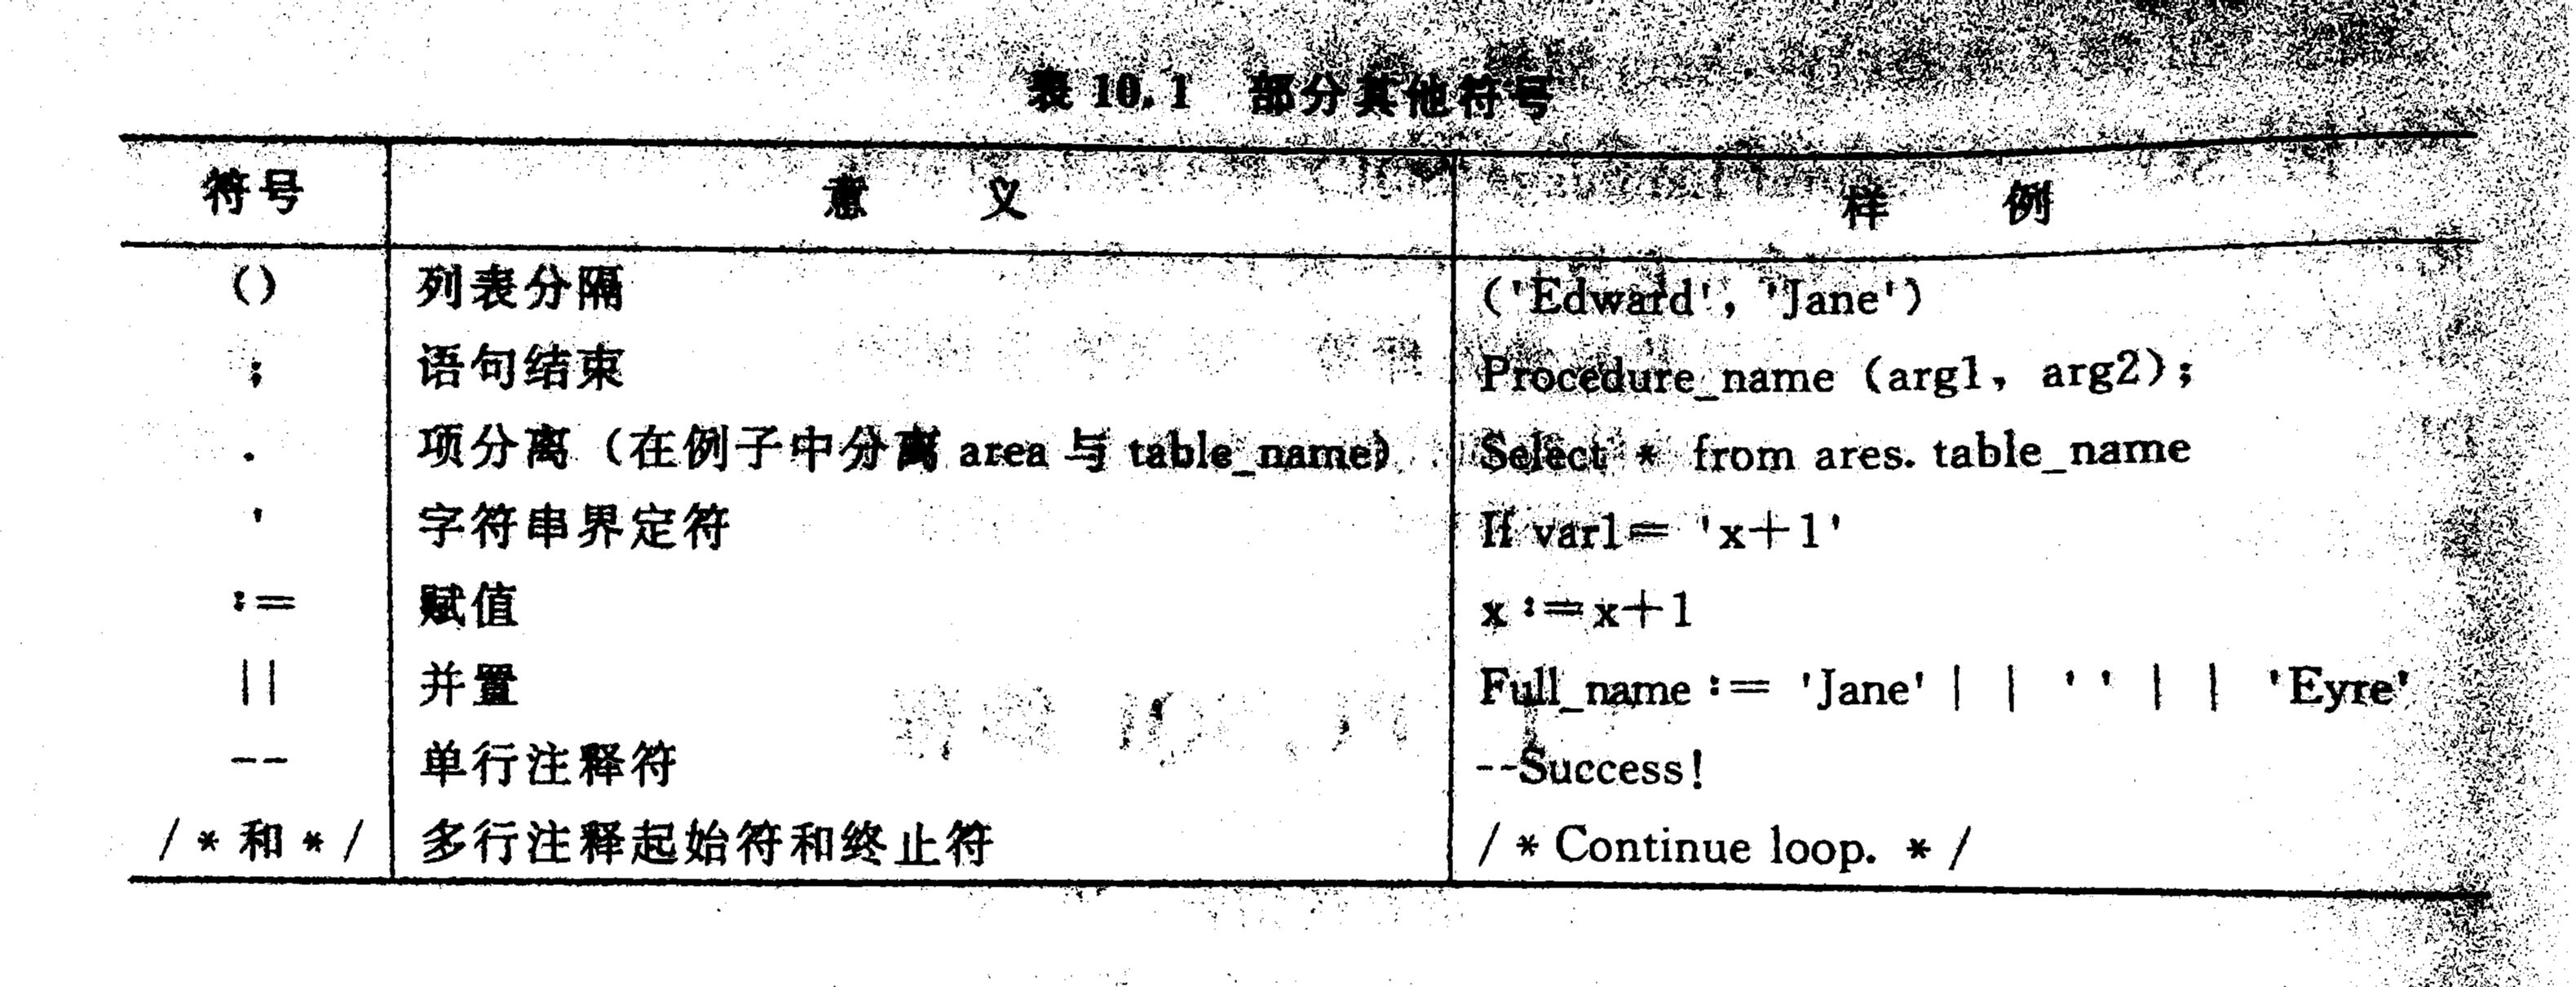 表 10.1 部分其他符号
符号 意 义 样 例
() 列表分隔 ('Edward', 'Jane')
; 语句结束 Procedure_name (arg1, arg2);
. 项分离（在例子中分离 area 与 table_name） Select * from ares. table_name
' 字符串界定符 If var1= 'x+1'
:= 赋值 x :=x+1
|| 并置 Full_name := 'Jane' | | ' ' | | 'Eyre'
-- 单行注释符 --Success!
/ * 和 * / 多行注释起始符和终止符 / * Continue loop. * /